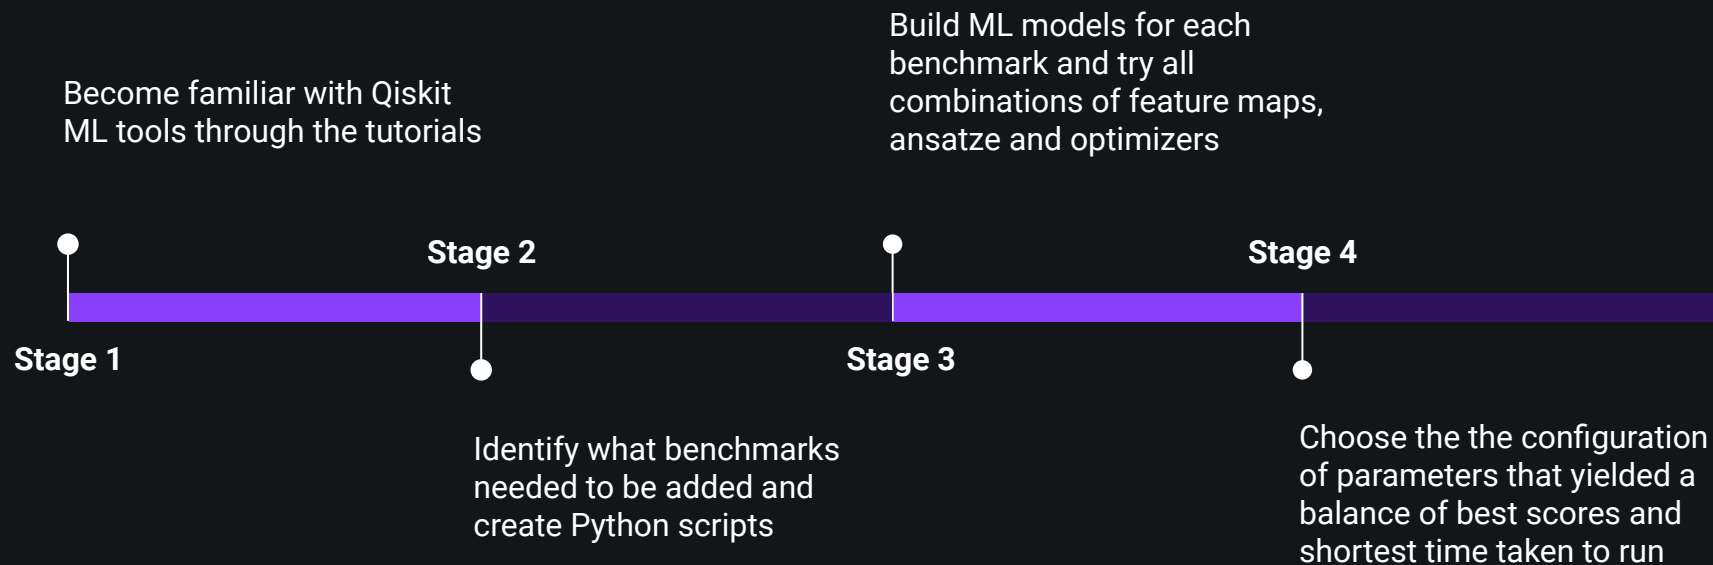 Build ML models for each
benchmark and try all
combinations of feature maps,
ansatze and optimizers
Become familiar with Qiskit
ML tools through the tutorials
Stage 2
Stage 4
Stage 1
Stage 3
Identify what benchmarks
needed to be added and
create Python scripts
Choose the the configuration
of parameters that yielded a
balance of best scores and
shortest time taken to run